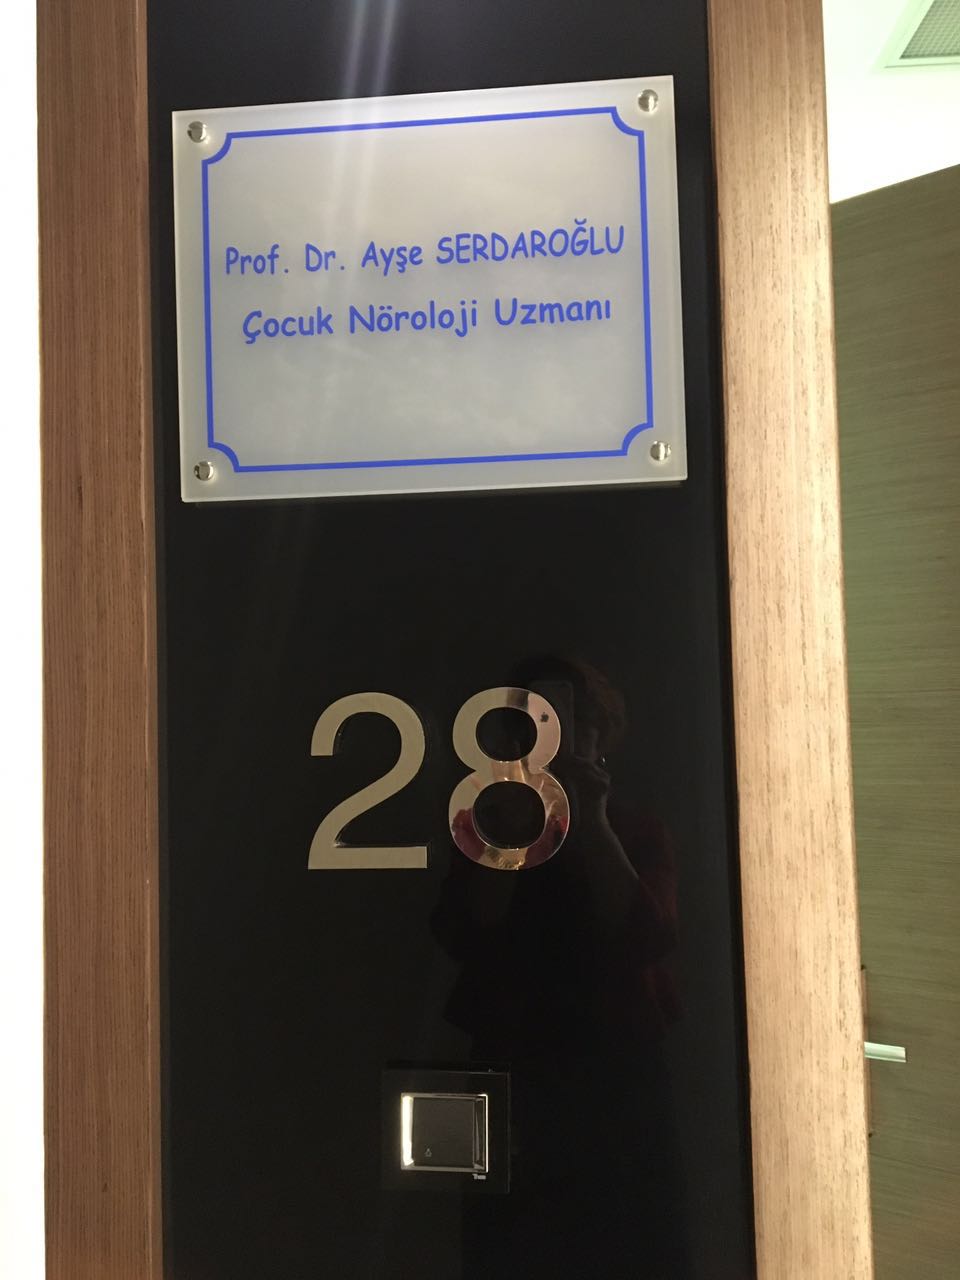 Prof. Dr. Ayşe SERDAROĞLU
Çocuk Nöroloji Uzmanı
28